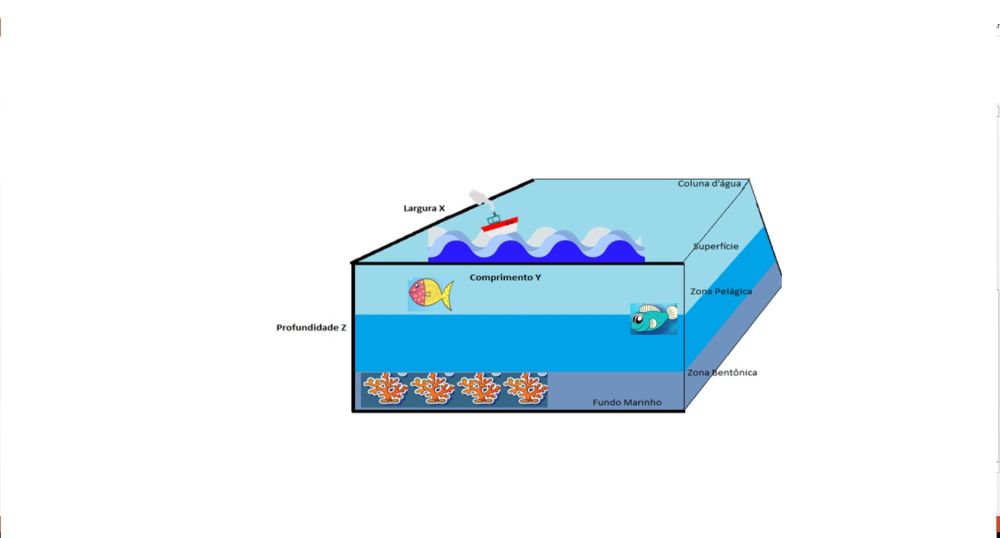 Coluna d'água
Largura X
Superfície
Comprimento Y
Zona Pelágica
Profundidade Z
Zona Bentônica
Fundo Marinho